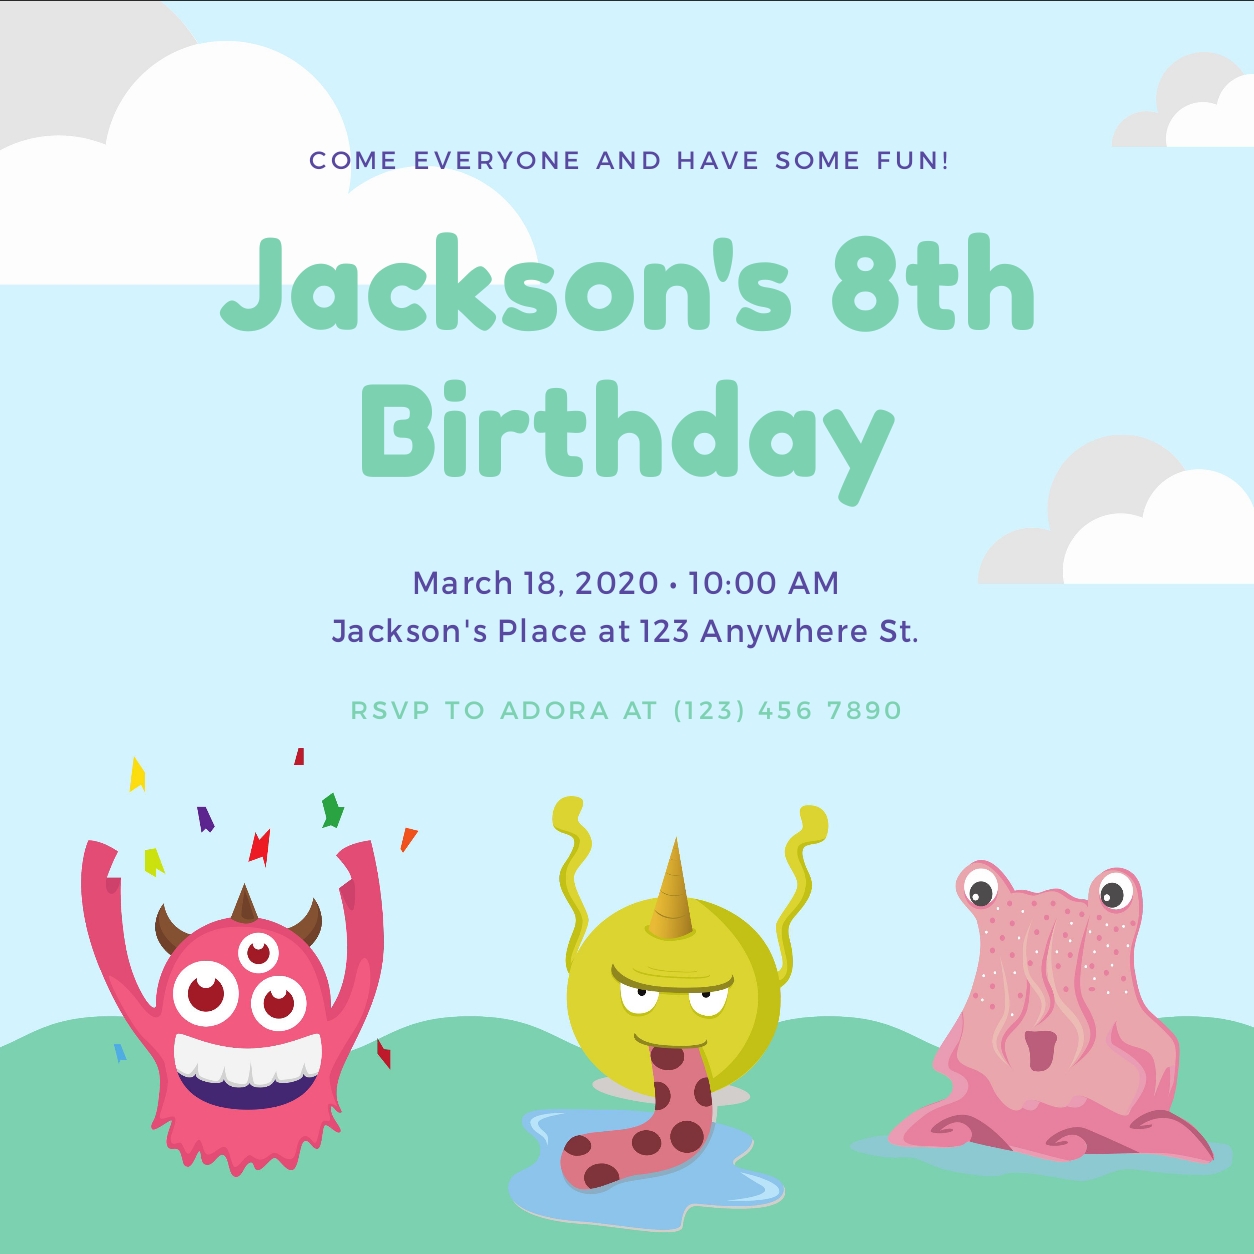 COME EVERYONE AND HAVE SOME FUN!
Jackson's 8th
Birthday
March 18, 2020 • 10:00 AM
Jackson's Place at 123 Anywhere St.
RSVP TO ADORA AT (123) 456 7890